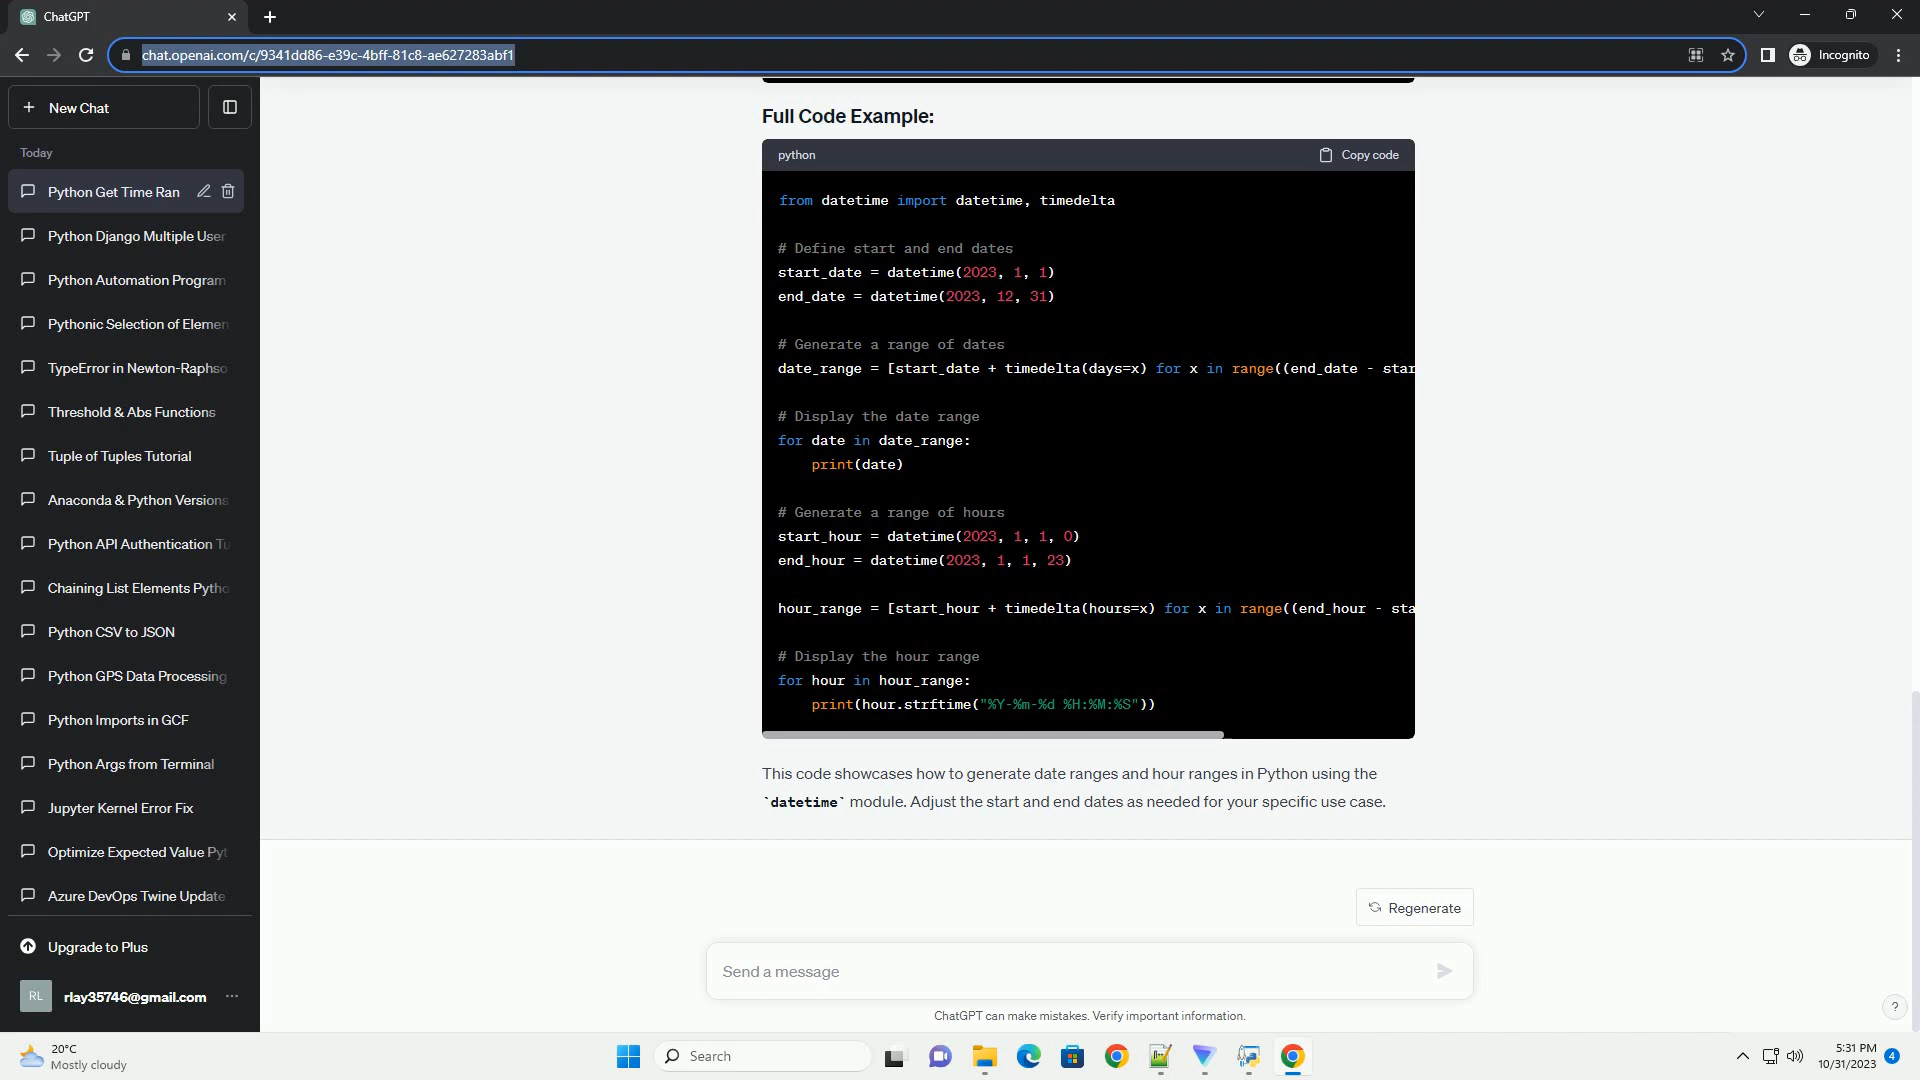 ChatGPT
chat.openai.com/c/9341dd86-e39c-4bff-81c8-ae627283abf1
Incognito
New Chat
Today
Python Get Time Ran
Python Django Multiple User
Python Automation Program
Pythonic Selection of Elemen
TypeError in Newton-Raphso
Threshold & Abs Functions
Tuple of Tuples Tutorial
Anaconda & Python Versions
Python API Authentication Tu
Chaining List Elements Pytho
Python CSV to JSON
Python GPS Data Processing
Python Imports in GCF
Python Args from Terminal
Jupyter Kernel Error Fix
Optimize Expected Value Pyt
Azure DevOps Twine Update
Upgrade to Plus
RL
rlay35746@gmail.com
Full Code Example:
python
Copy code
from datetime import datetime, timedelta
# Define start and end dates
start_date = datetime(2023, 1, 1)
end_date = datetime(2023, 12, 31)
# Generate a range of dates
date_range = [start_date + timedelta(days=x) for x in range((end_date - star
# Display the date range
for date in date_range:
    print(date)
# Generate a range of hours
start_hour = datetime(2023, 1, 1, 0)
end_hour = datetime(2023, 1, 1, 23)
hour_range = [start_hour + timedelta(hours=x) for x in range((end_hour - sta
# Display the hour range
for hour in hour_range:
    print(hour.strftime("%Y-%m-%d %H:%M:%S"))
This code showcases how to generate date ranges and hour ranges in Python using the
`datetime` module. Adjust the start and end dates as needed for your specific use case.
Regenerate
Send a message
ChatGPT can make mistakes. Verify important information.
?
20°C
Mostly cloudy
Search
5:31 PM
10/31/2023
4